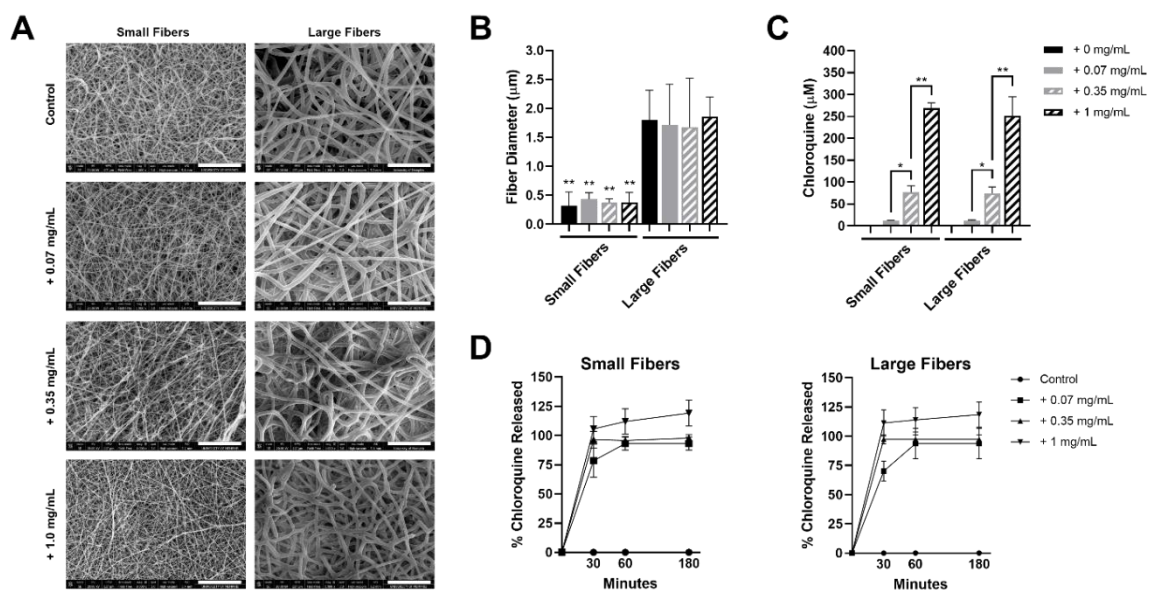 A
Small Fibers
Large Fibers
Control
+ 0.07 mg/mL
+ 0.35 mg/mL
+ 1.0 mg/mL
B
Fiber Diameter (μm)
3.0
2.5
2.0
1.5
1.0
0.5
0.0
** ** ** **
Small Fibers
Large Fibers
C
Chloroquine (μM)
400
350
300
250
200
150
100
50
0
* ** * **
Small Fibers
Large Fibers
+ 0 mg/mL
+ 0.07 mg/mL
+ 0.35 mg/mL
+ 1 mg/mL
D
Small Fibers
% Chloroquine Released
150
125
100
75
50
25
0
30 60 180
Minutes
Large Fibers
% Chloroquine Released
150
125
100
75
50
25
0
30 60 180
Minutes
Control
+ 0.07 mg/mL
+ 0.35 mg/mL
+ 1 mg/mL